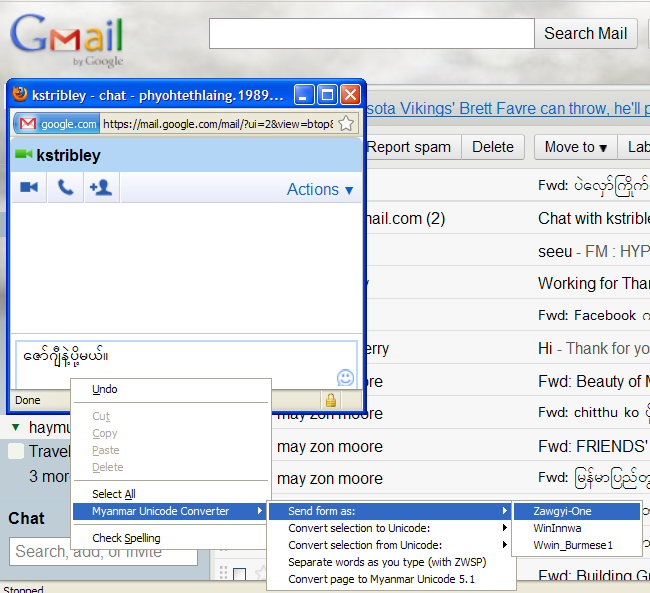 Gmail
by Google
Search Mail
kstribley - chat - phyohtethlaing.1989...
google.com https://mail.google.com/mail/?ui=2&view=btop&
sota Vikings' Brett Favre can throw, he'll p
kstribley
Report spam Delete Move to ▾ Lab
Actions ▼
Fwd: ပဲလှော်ကြိုက်
mail.com (2) Chat with kstrible
seeu - FM : HYP
Working for Than
Fwd: Facebook
erry Hi - Thank for yo
ဇော်ဂျီနဲ့ပို့မယ်။
re Fwd: Beauty of M
Done
re Fwd: chitthu ko
haymu
Travel
may zon moore Fwd: FRIENDS'
3 mor
may zon moore Fwd: မြန်မာပြည်တွ
Undo
Cut
Copy
Paste
Delete
Select All
Myanmar Unicode Converter
Check Spelling
Send form as:
Convert selection to Unicode:
Convert selection from Unicode:
Separate words as you type (with ZWSP)
Convert page to Myanmar Unicode 5.1
Zawgyi-One
WinInnwa
Wwin_Burmese1
Chat
Search, add, or invite
Fwd: Building G
Stopped